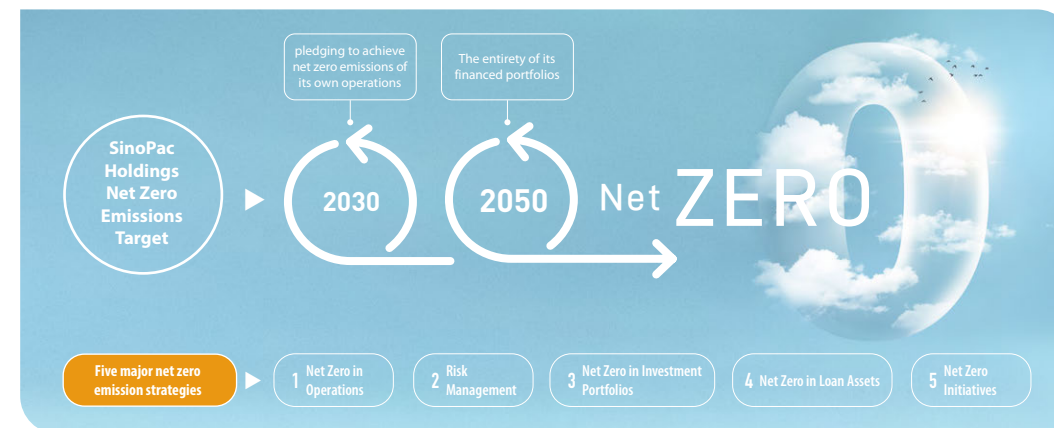 pledging to achieve
net zero emissions of
its own operations
The entirety of its
financed portfolios
SinoPac
Holdings
Net Zero
Emissions
Target
2030
2050
Net ZERO
0
Five major net zero
emission strategies
1 Net Zero in
Operations
2 Risk
Management
3 Net Zero in Investment
Portfolios
4 Net Zero in Loan Assets
5 Net Zero
Initiatives